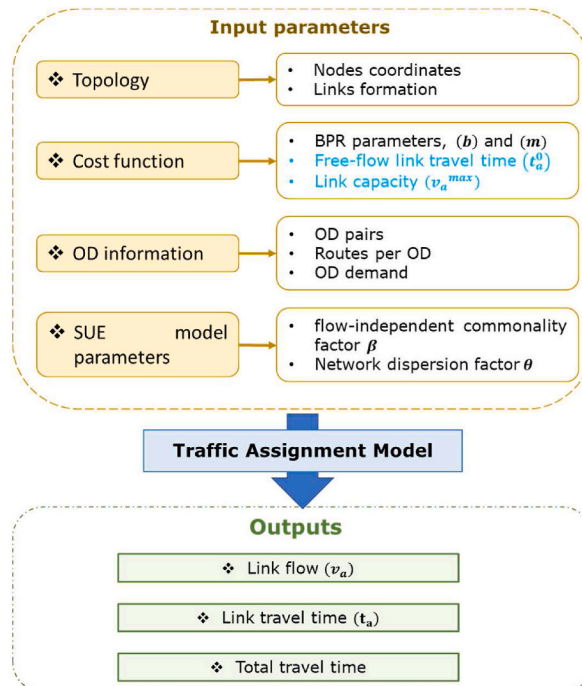 Input parameters
❖ Topology
• Nodes coordinates
• Links formation
❖ Cost function
• BPR parameters, (b) and (m)
• Free-flow link travel time (t_a^0)
• Link capacity (v_a^max)
❖ OD information
• OD pairs
• Routes per OD
• OD demand
❖ SUE model
parameters
• flow-independent commonality
factor β
• Network dispersion factor θ
Traffic Assignment Model
Outputs
❖ Link flow (v_a)
❖ Link travel time (t_a)
❖ Total travel time